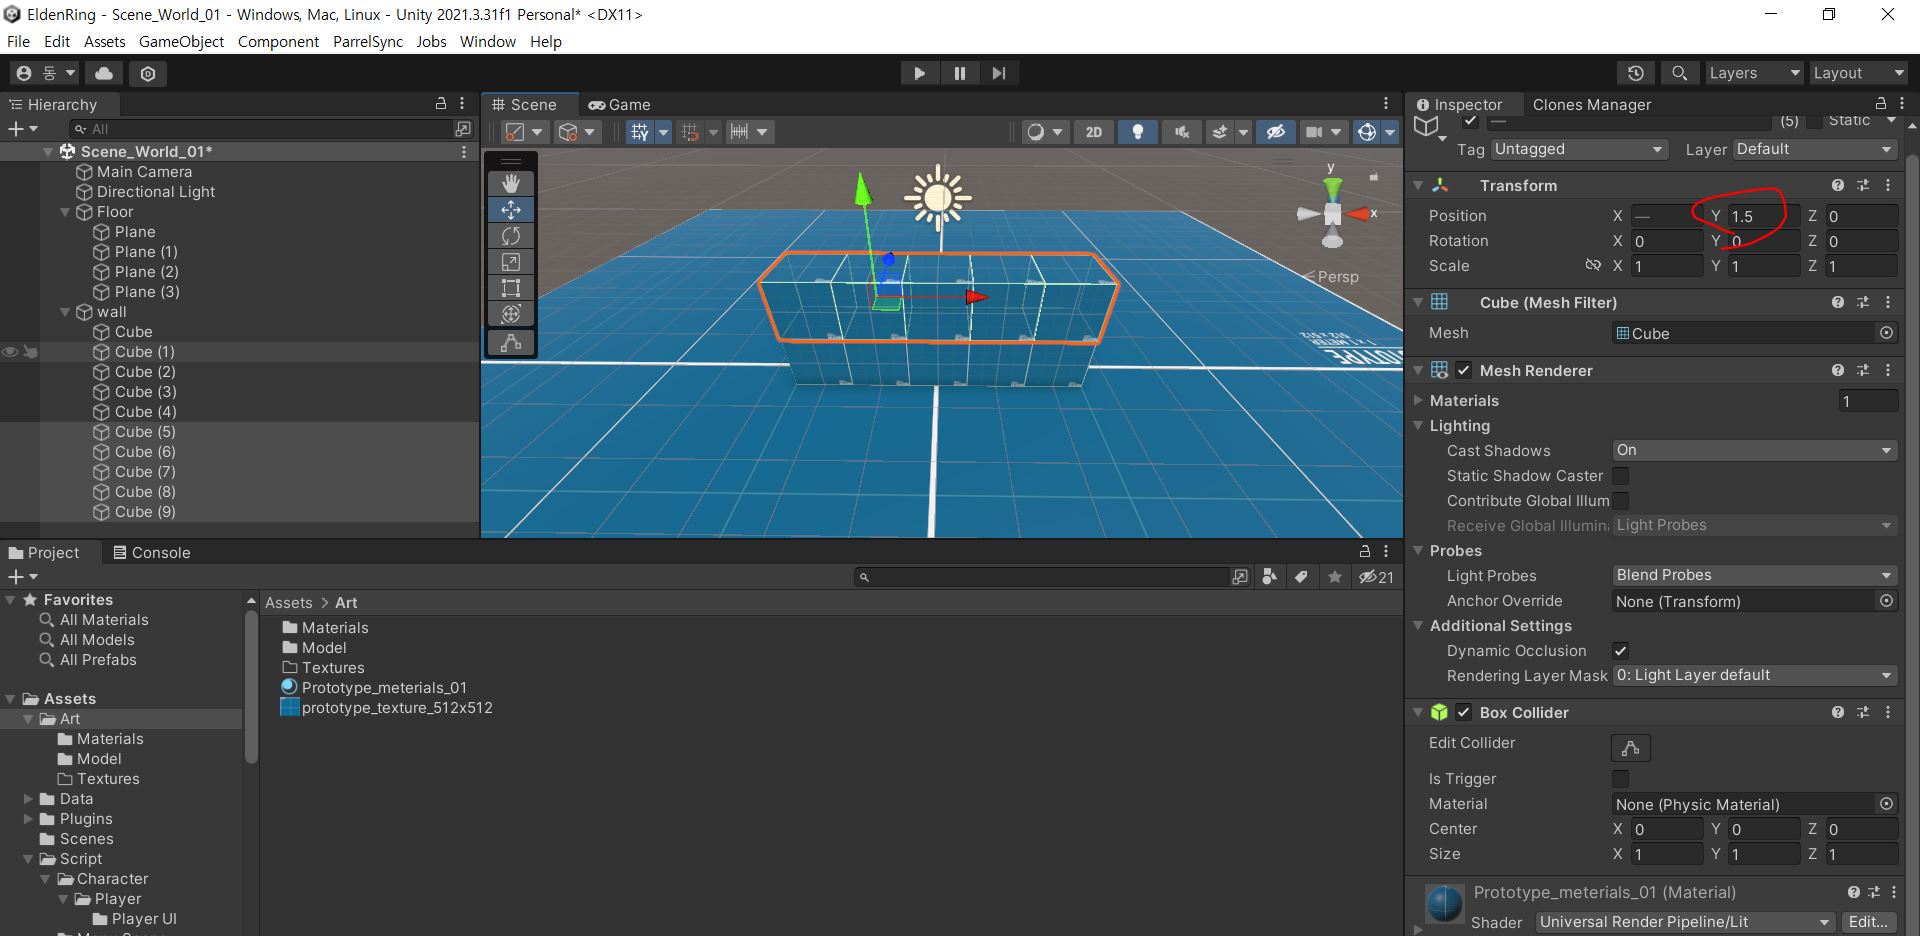 EldenRing - Scene_World_01 - Windows, Mac, Linux - Unity 2021.3.31f1 Personal* <DX11>
File Edit Assets GameObject Component ParrelSync Jobs Window Help
동 Layers Layout
Hierarchy
All
Scene_World_01*
Main Camera
Directional Light
Floor
Plane
Plane (1)
Plane (2)
Plane (3)
wall
Cube
Cube (1)
Cube (2)
Cube (3)
Cube (4)
Cube (5)
Cube (6)
Cube (7)
Cube (8)
Cube (9)
Scene Game
2D
y
x
Persp
512x512
1 x 1 METER
PROTOTYPE
Inspector Clones Manager
— (5) Static
Tag Untagged Layer Default
Transform
Position X — Y 1.5 Z 0
Rotation X 0 Y 0 Z 0
Scale X 1 Y 1 Z 1
Cube (Mesh Filter)
Mesh Cube
Mesh Renderer
Materials 1
Lighting
Cast Shadows On
Static Shadow Caster
Contribute Global Illum
Receive Global Illumin Light Probes
Probes
Light Probes Blend Probes
Anchor Override None (Transform)
Additional Settings
Dynamic Occlusion
Rendering Layer Mask 0: Light Layer default
Box Collider
Edit Collider
Is Trigger
Material None (Physic Material)
Center X 0 Y 0 Z 0
Size X 1 Y 1 Z 1
Prototype_meterials_01 (Material)
Shader Universal Render Pipeline/Lit Edit...
Project Console
21
Favorites
All Materials
All Models
All Prefabs
Assets
Art
Materials
Model
Textures
Data
Plugins
Scenes
Script
Character
Player
Player UI
Assets > Art
Materials
Model
Textures
Prototype_meterials_01
prototype_texture_512x512